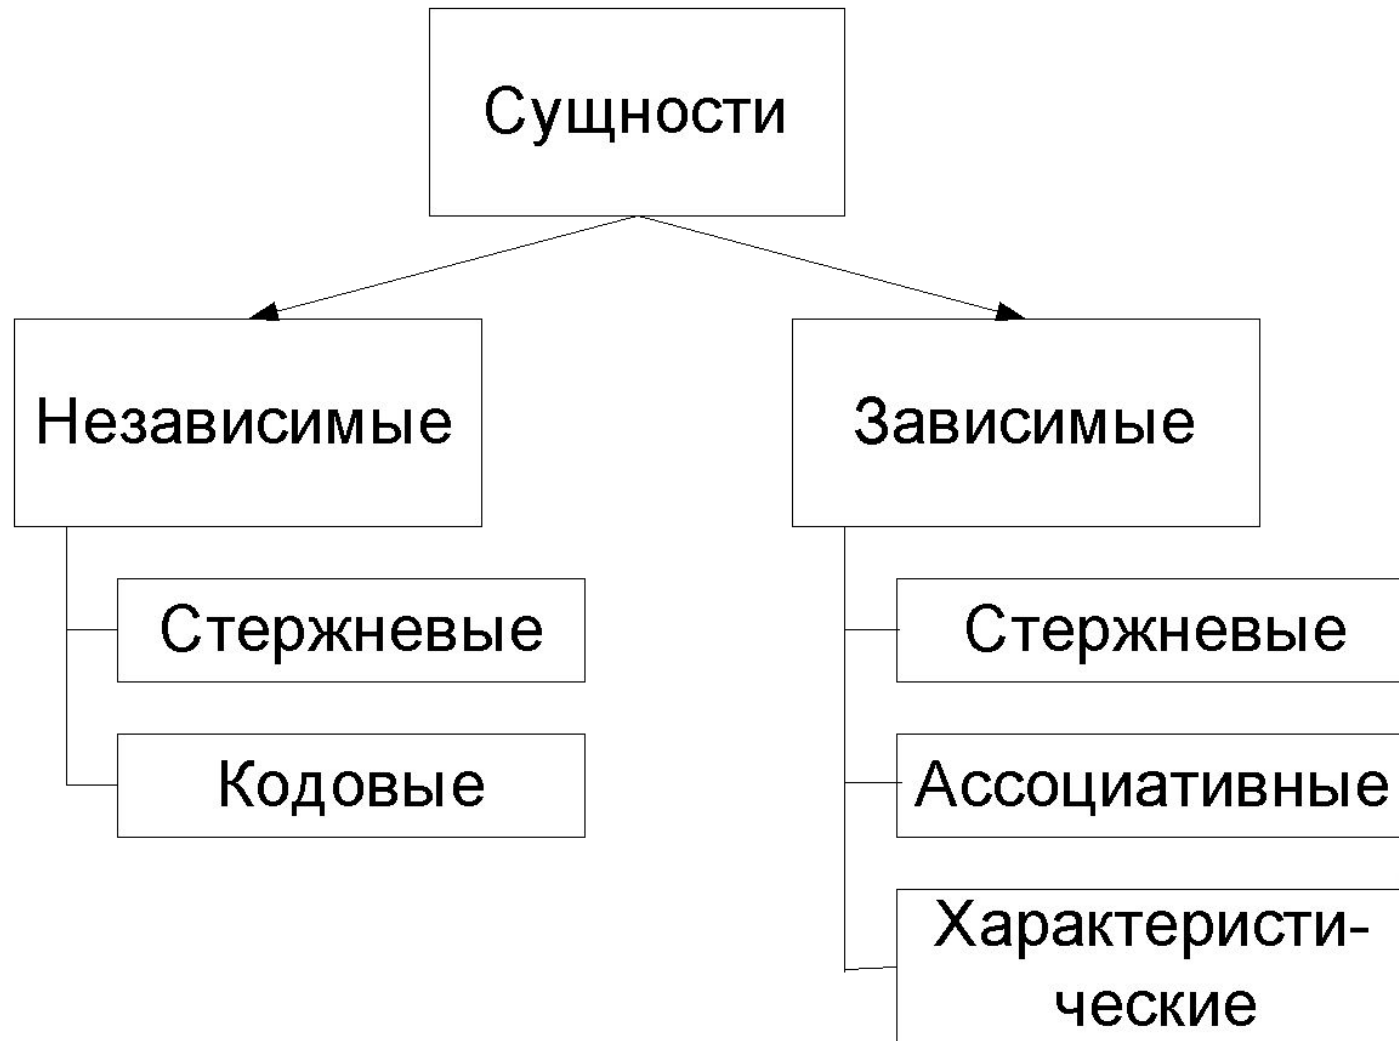 Сущности
Независимые
Зависимые
Стержневые
Стержневые
Кодовые
Ассоциативные
Характеристи-
ческие